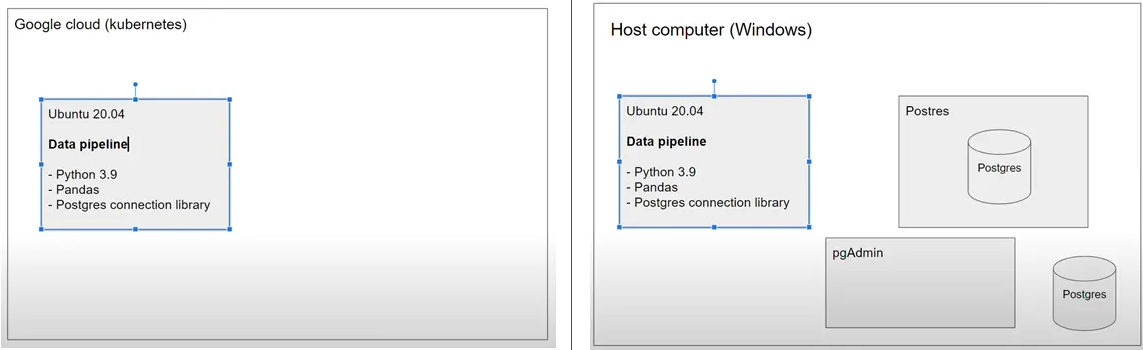 Google cloud (kubernetes)
Ubuntu 20.04
Data pipeline
- Python 3.9
- Pandas
- Postgres connection library
Host computer (Windows)
Ubuntu 20.04
Data pipeline
- Python 3.9
- Pandas
- Postgres connection library
Postres
Postgres
pgAdmin
Postgres